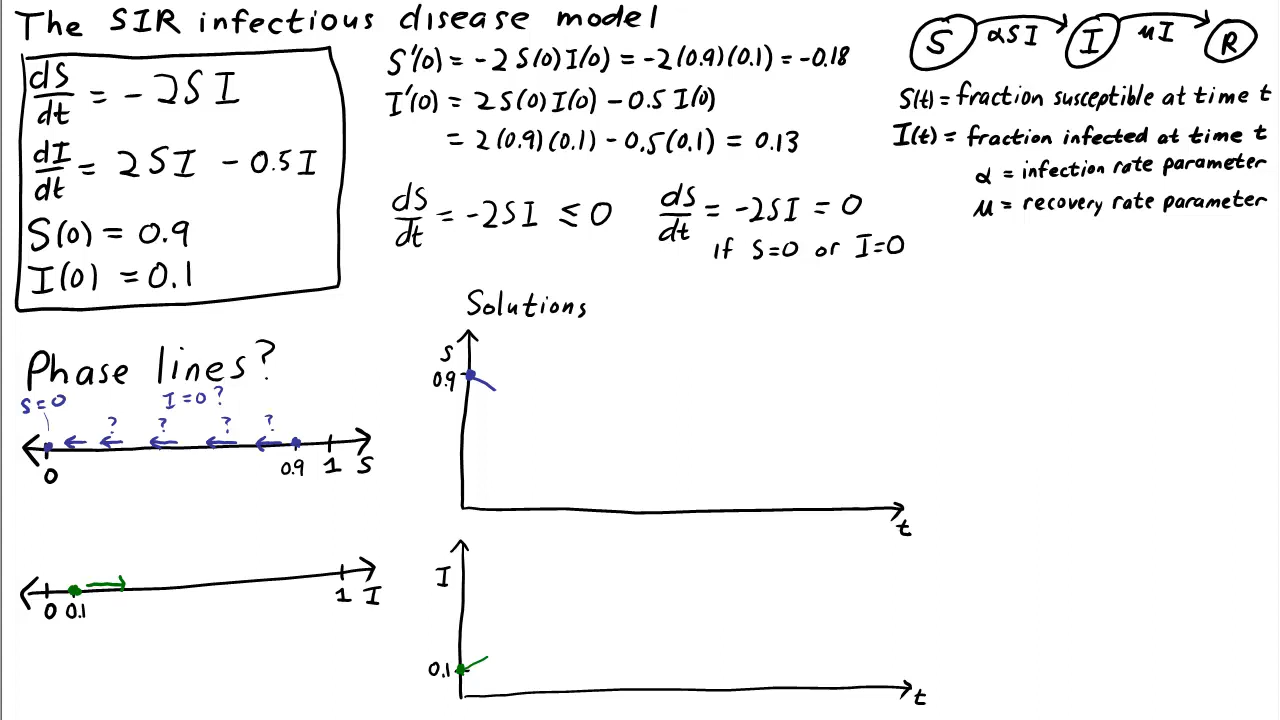 The SIR infectious disease model
dS/dt = -2SI
dI/dt = 2SI - 0.5I
S(0) = 0.9
I(0) = 0.1
S'(0) = -2S(0)I(0) = -2(0.9)(0.1) = -0.18
I'(0) = 2S(0)I(0) - 0.5I(0)
= 2(0.9)(0.1) - 0.5(0.1) = 0.13
dS/dt = -2SI ≤ 0
dS/dt = -2SI = 0
if S=0 or I=0
S αSI I μI R
S(t) = fraction susceptible at time t
I(t) = fraction infected at time t
α = infection rate parameter
μ = recovery rate parameter
Phase lines?
S=0 I=0?
? ? ? ?
0 0.9 1 S
0 0.1 1 I
Solutions
S
0.9
t
I
0.1
t